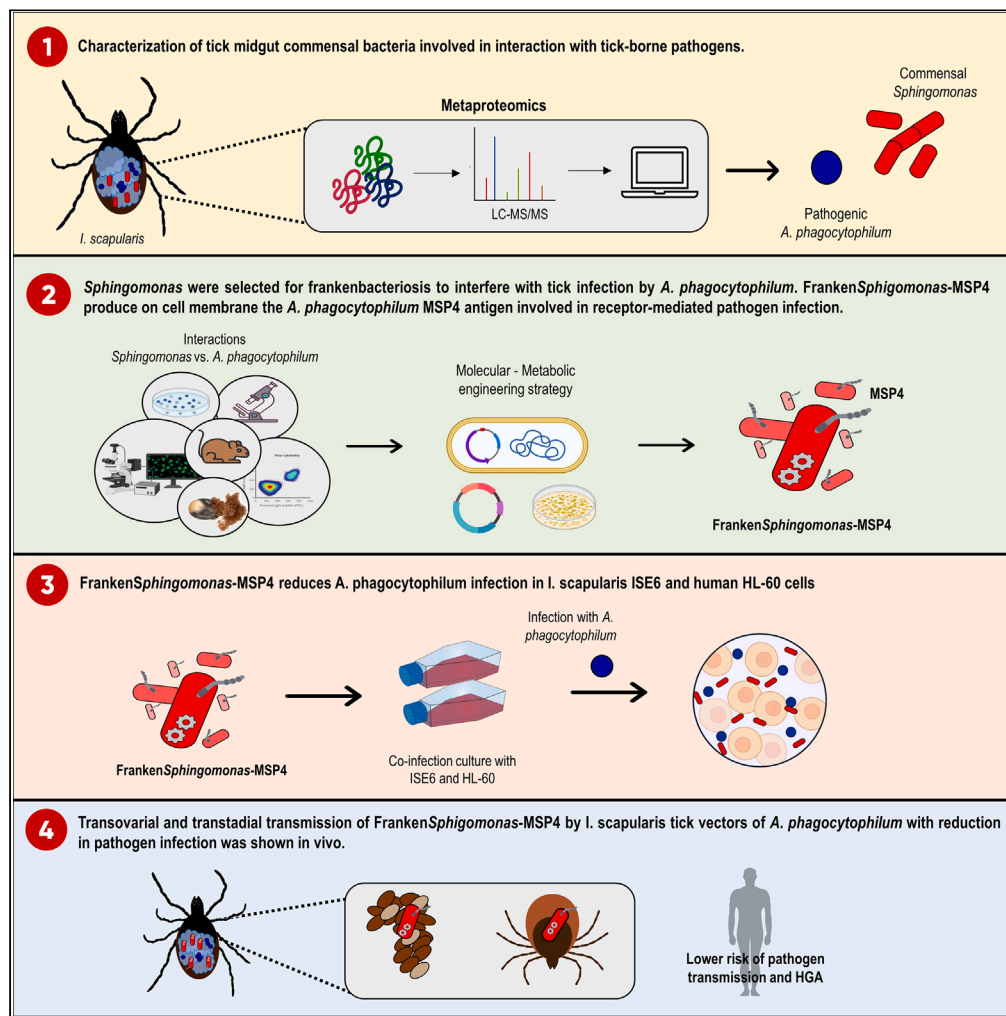 1
Characterization of tick midgut commensal bacteria involved in interaction with tick-borne pathogens.
Commensal
Sphingomonas
Metaproteomics
LC-MS/MS
I. scapularis
Pathogenic
A. phagocytophilum
2
Sphingomonas were selected for frankenbacteriosis to interfere with tick infection by A. phagocytophilum. FrankenSphigomonas-MSP4
produce on cell membrane the A. phagocytophilum MSP4 antigen involved in receptor-mediated pathogen infection.
Interactions
Sphingomonas vs. A. phagocytophilum
Molecular - Metabolic
engineering strategy
MSP4
FrankenSphingomonas-MSP4
3
FrankenSphingomonas-MSP4 reduces A. phagocytophilum infection in I. scapularis ISE6 and human HL-60 cells
Infection with A.
phagocytophilum
FrankenSphingomonas-MSP4
Co-infection culture with
ISE6 and HL-60
4
Transovarial and transtadial transmission of FrankenSphigomonas-MSP4 by I. scapularis tick vectors of A. phagocytophilum with reduction
in pathogen infection was shown in vivo.
Lower risk of pathogen
transmission and HGA